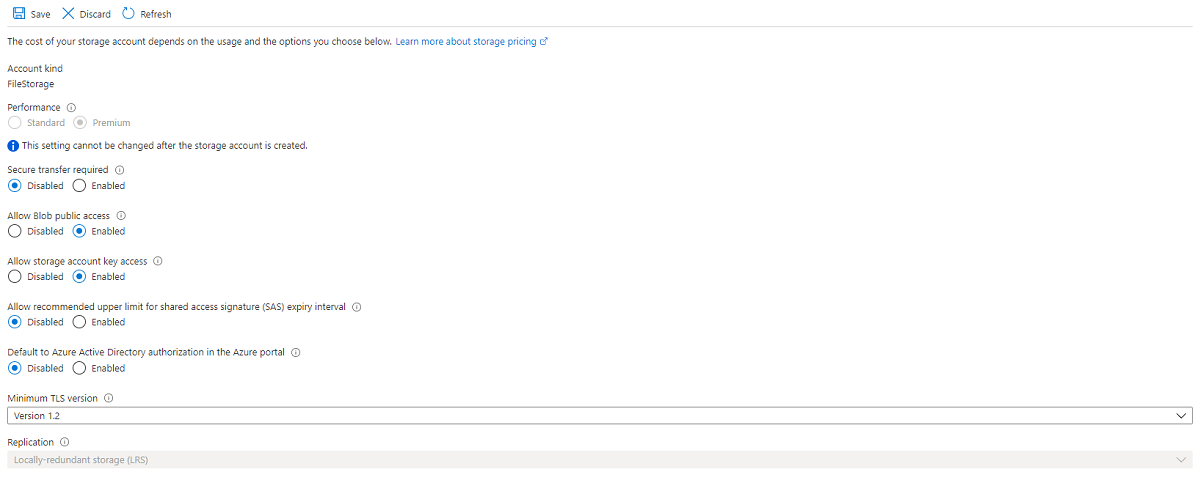 Save Discard Refresh
The cost of your storage account depends on the usage and the options you choose below. Learn more about storage pricing
Account kind
FileStorage
Performance
Standard Premium
This setting cannot be changed after the storage account is created.
Secure transfer required
Disabled Enabled
Allow Blob public access
Disabled Enabled
Allow storage account key access
Disabled Enabled
Allow recommended upper limit for shared access signature (SAS) expiry interval
Disabled Enabled
Default to Azure Active Directory authorization in the Azure portal
Disabled Enabled
Minimum TLS version
Version 1.2
Replication
Locally-redundant storage (LRS)